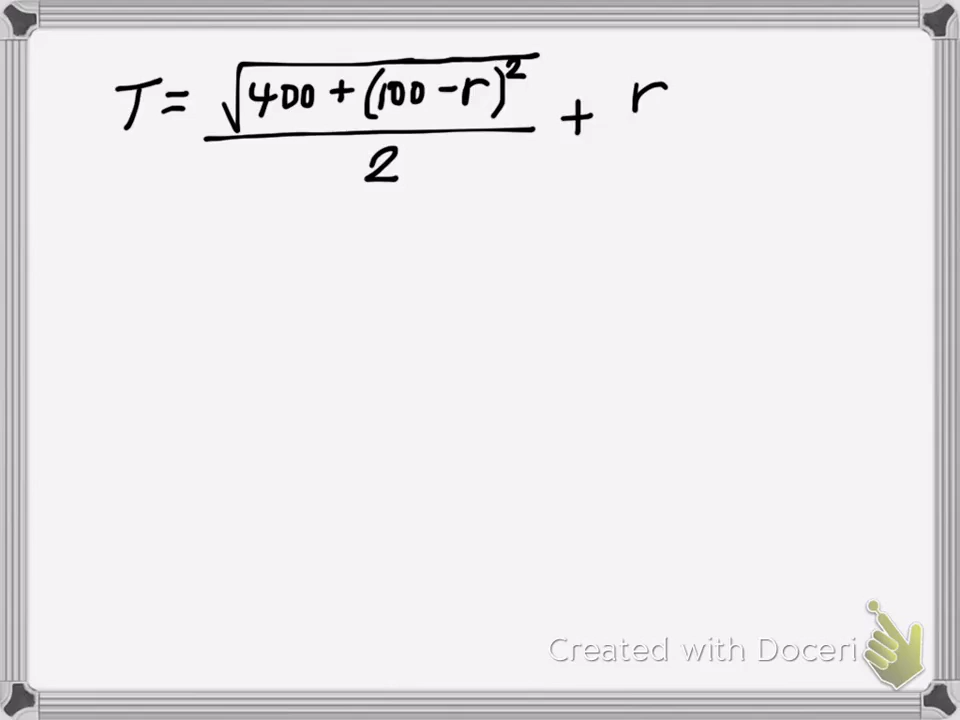 T = √(400 + (100 - r)²) / 2 + r
Created with Doceri